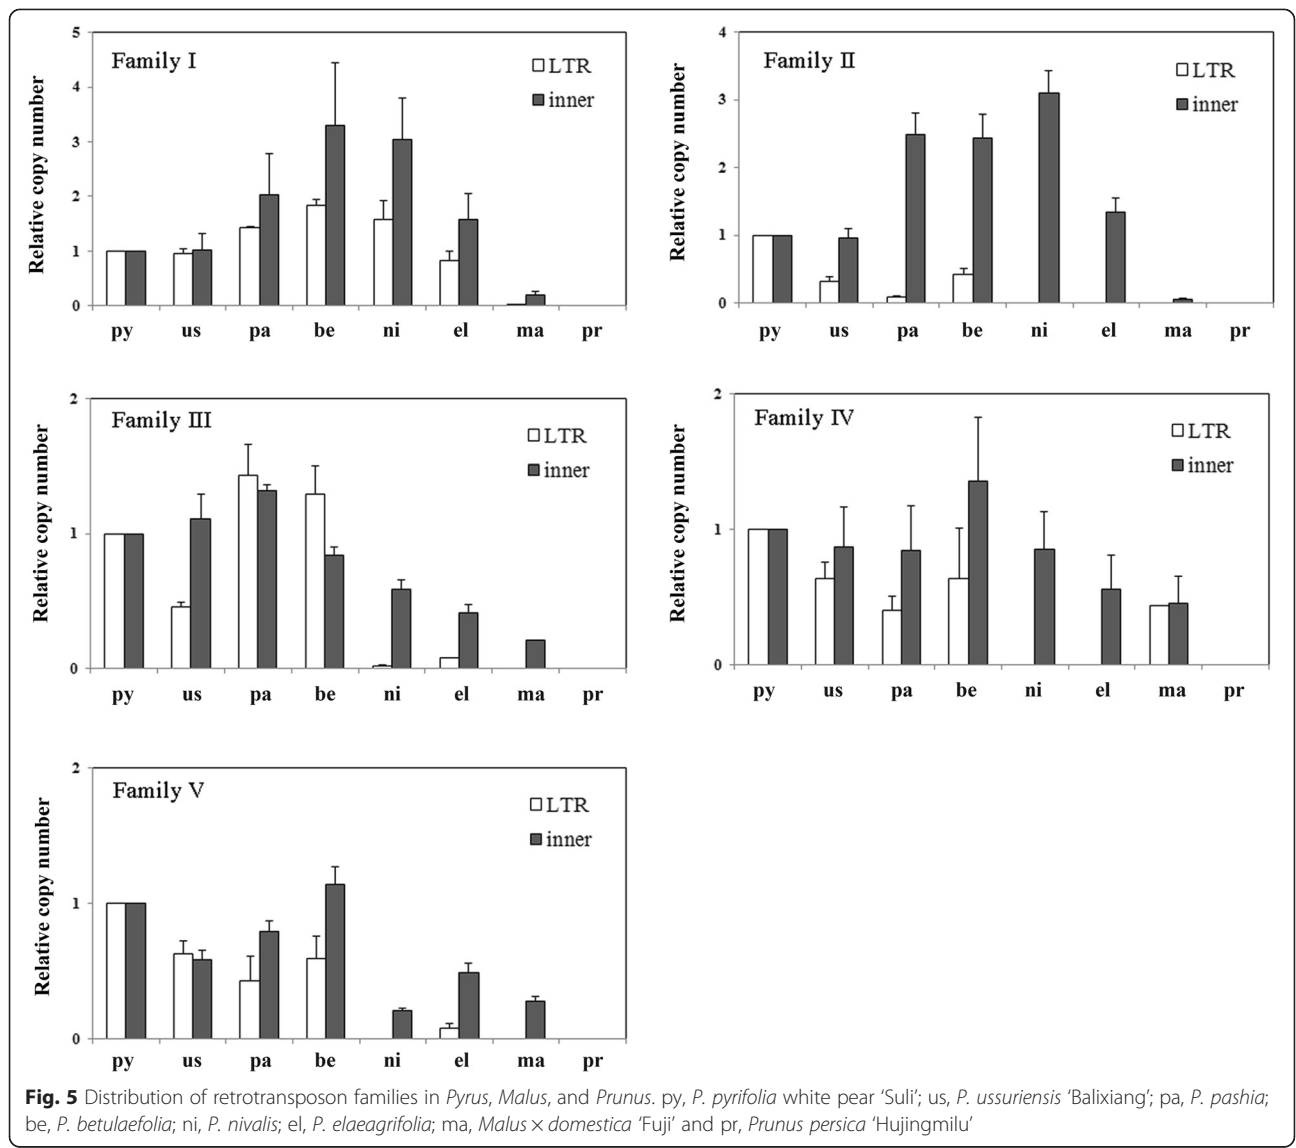 Family I
LTR
inner
Relative copy number
5
4
3
2
1
0
py us pa be ni el ma pr
Family II
LTR
inner
Relative copy number
4
3
2
1
0
py us pa be ni el ma pr
Family III
LTR
inner
Relative copy number
2
1
0
py us pa be ni el ma pr
Family IV
LTR
inner
Relative copy number
2
1
0
py us pa be ni el ma pr
Family V
LTR
inner
Relative copy number
2
1
0
py us pa be ni el ma pr
Fig. 5 Distribution of retrotransposon families in Pyrus, Malus, and Prunus. py, P. pyrifolia white pear ‘Suli’; us, P. ussuriensis ‘Balixiang’; pa, P. pashia;
be, P. betulaefolia; ni, P. nivalis; el, P. elaeagrifolia; ma, Malus × domestica ‘Fuji’ and pr, Prunus persica ‘Hujingmilu’